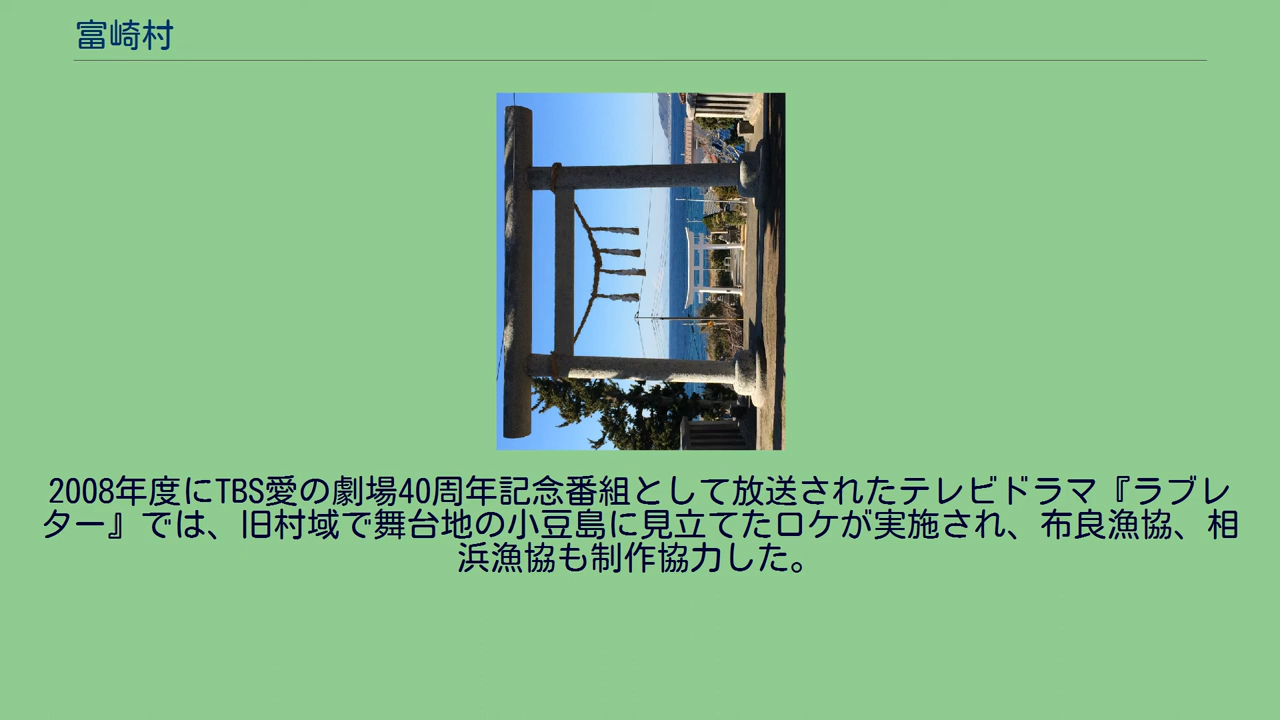 富崎村
2008年度にTBS愛の劇場40周年記念番組として放送されたテレビドラマ『ラブレ
ター』では、旧村域で舞台地の小豆島に見立てたロケが実施され、布良漁協、相
浜漁協も制作協力した。